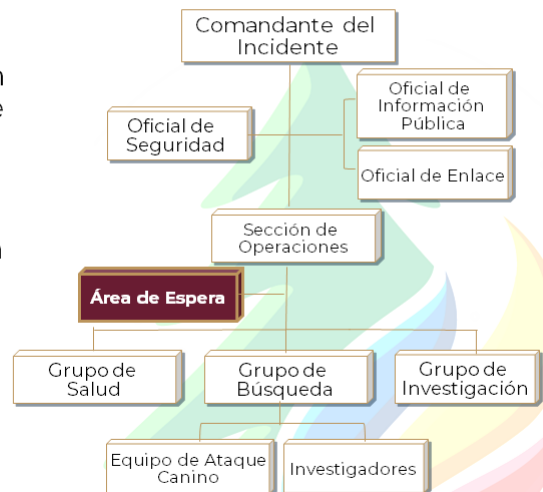 Comandante del
Incidente
n
e
Oficial de
Información
Pública
Oficial de
Seguridad
Oficial de Enlace
Sección de
Operaciones
n
Área de Espera
Grupo de
Salud
Grupo de
Búsqueda
Grupo de
Investigación
Equipo de Ataque
Canino
Investigadores